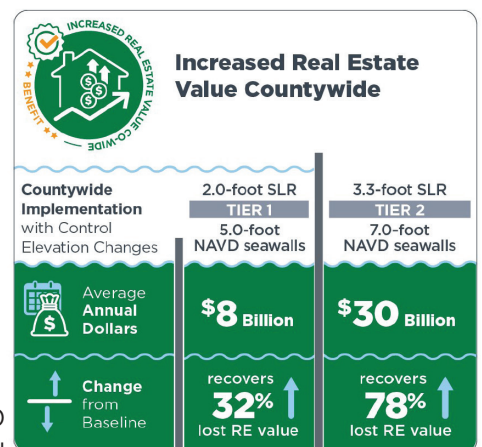 INCREASED REAL ESTATE VALUE CO-WIDE
BENEFIT
Increased Real Estate
Value Countywide
Countywide
Implementation
with Control
Elevation Changes
2.0-foot SLR
TIER 1
5.0-foot
NAVD seawalls
3.3-foot SLR
TIER 2
7.0-foot
NAVD seawalls
Average
Annual
Dollars
$8 Billion
$30 Billion
Change
from
Baseline
recovers
32%
lost RE value
recovers
78%
lost RE value